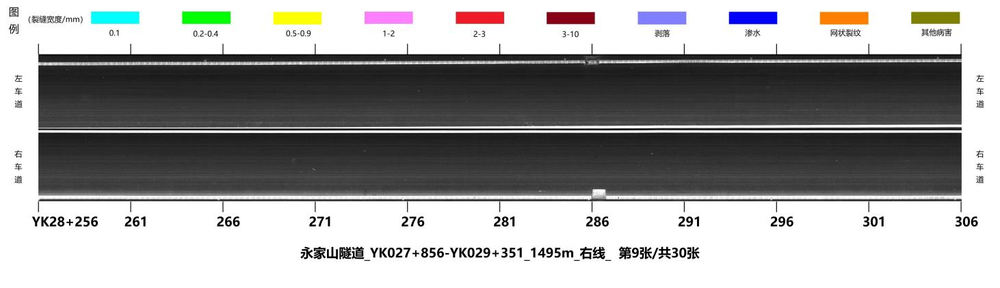 图例
(裂缝宽度/mm)
0.1 0.2-0.4 0.5-0.9 1-2 2-3 3-10 剥落 渗水 网状裂纹 其他病害
左车道 左车道
右车道 右车道
YK28+256 261 266 271 276 281 286 291 296 301 306
永家山隧道_YK027+856-YK029+351_1495m_右线_ 第9张/共30张